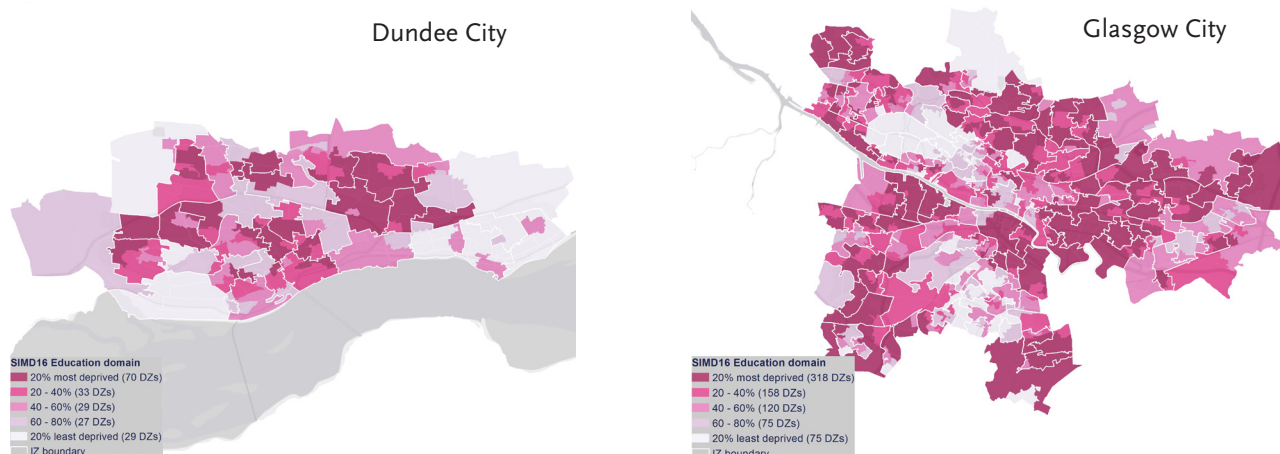 Dundee City
SIMD16 Education domain
20% most deprived (70 DZs)
20 - 40% (33 DZs)
40 - 60% (29 DZs)
60 - 80% (27 DZs)
20% least deprived (29 DZs)
IZ boundary
Glasgow City
SIMD16 Education domain
20% most deprived (318 DZs)
20 - 40% (158 DZs)
40 - 60% (120 DZs)
60 - 80% (75 DZs)
20% least deprived (75 DZs)
IZ boundary